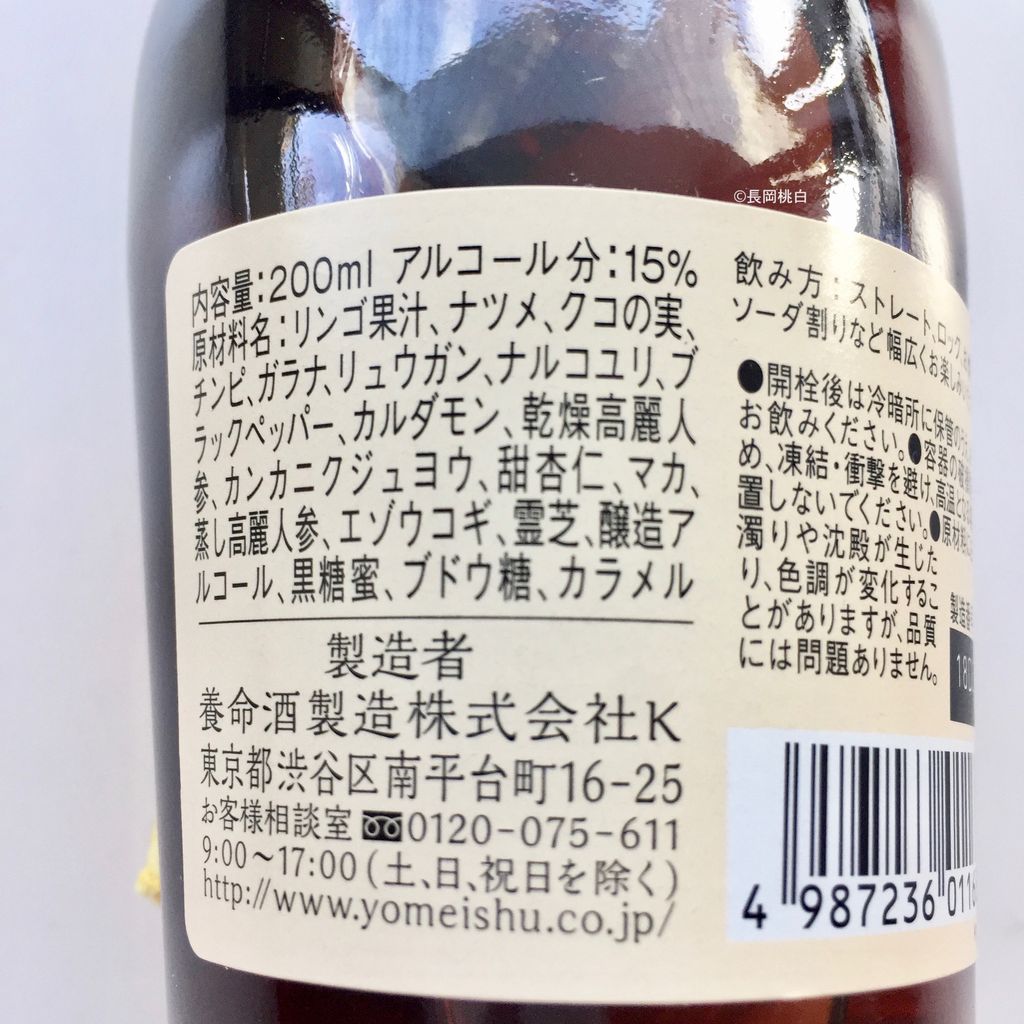 ©長岡桃白
内容量:200ml アルコール分:15%
原材料名:リンゴ果汁、ナツメ、クコの実、
チンピ、ガラナ、リュウガン、ナルコユリ、ブ
ラックペッパー、カルダモン、乾燥高麗人
参、カンカニクジュヨウ、甜杏仁、マカ、
蒸し高麗人参、エゾウコギ、霊芝、醸造ア
ルコール、黒糖蜜、ブドウ糖、カラメル
製造者
養命酒製造株式会社K
東京都渋谷区南平台町16-25
お客様相談室 0120-075-611
9:00~17:00(土、日、祝日を除く)
http://www.yomeishu.co.jp/
飲み方:ストレート、ロック、
ソーダ割りなど幅広くお楽しみ
●開栓後は冷暗所に保管の
お飲みください。●容器の
め、凍結・衝撃を避け、高温
置しないでください。●原材料
濁りや沈殿が生じた
り、色調が変化するこ
とがありますが、品質
には問題ありません。
製造番
4 987236 011